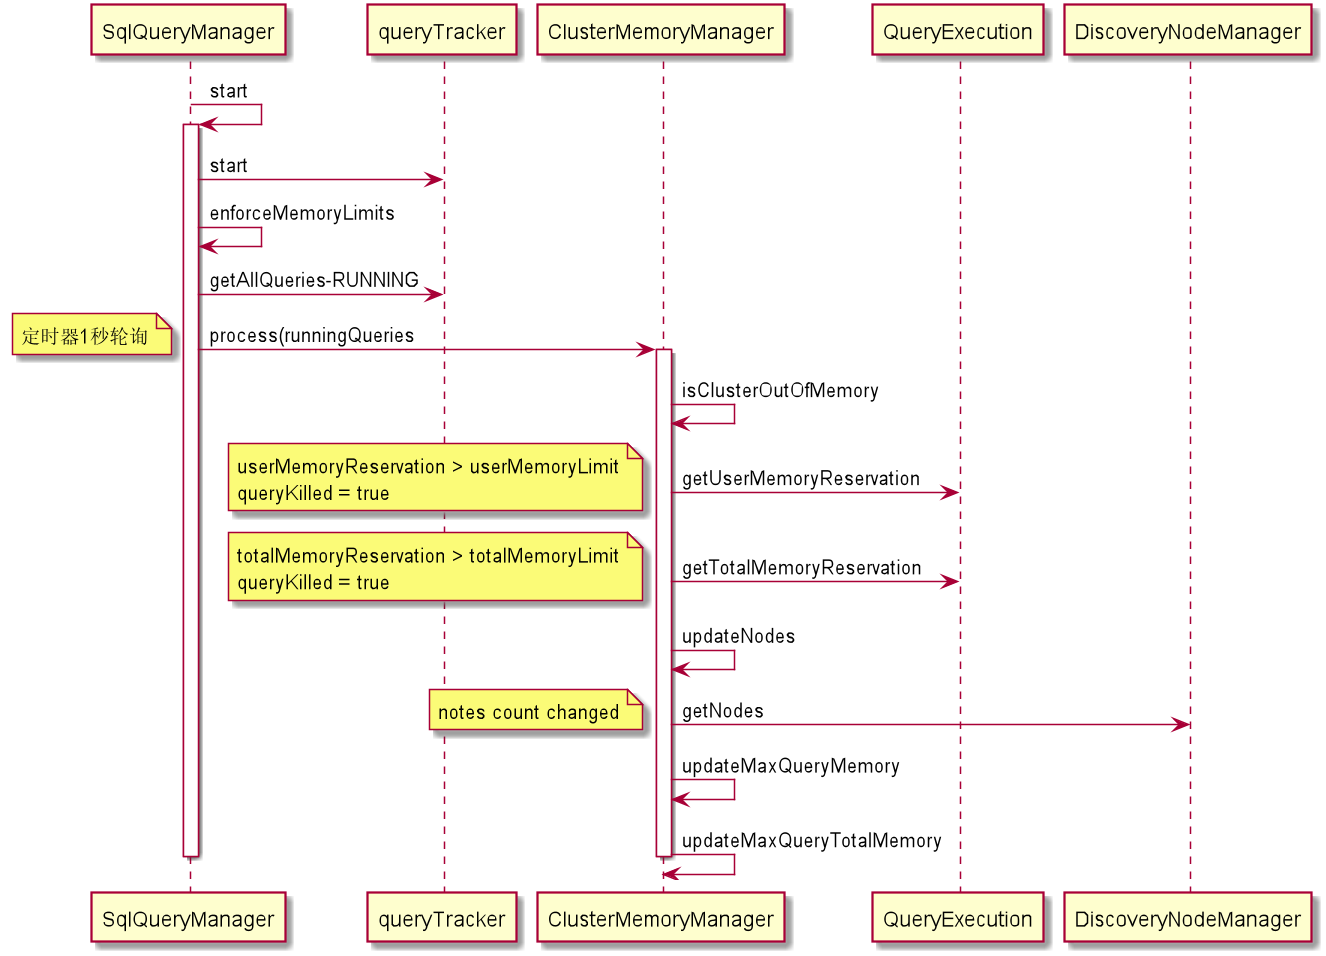 SqlQueryManager
queryTracker
ClusterMemoryManager
QueryExecution
DiscoveryNodeManager
start
start
enforceMemoryLimits
getAllQueries-RUNNING
定时器1秒轮询
process(runningQueries
isClusterOutOfMemory
userMemoryReservation > userMemoryLimit
queryKilled = true
getUserMemoryReservation
totalMemoryReservation > totalMemoryLimit
queryKilled = true
getTotalMemoryReservation
updateNodes
notes count changed
getNodes
updateMaxQueryMemory
updateMaxQueryTotalMemory
SqlQueryManager
queryTracker
ClusterMemoryManager
QueryExecution
DiscoveryNodeManager